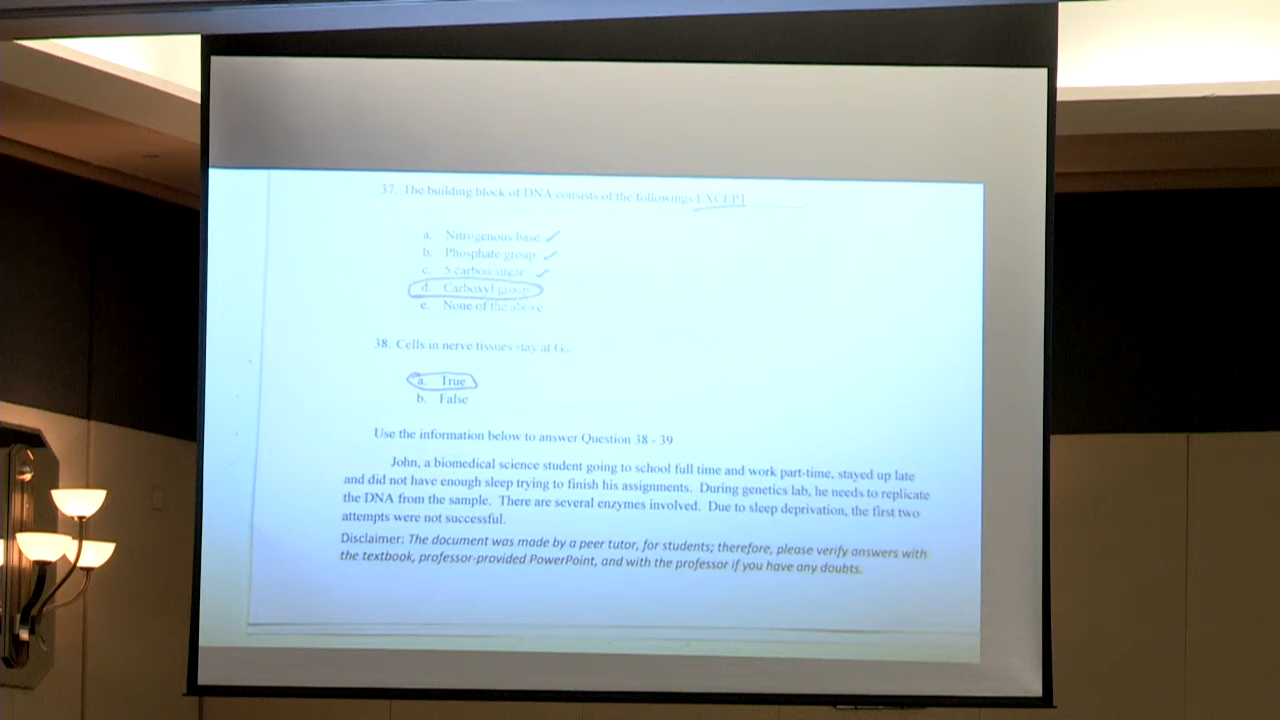 37. The building block of DNA consists of the followings EXCEPT
a. Nitrogenous base
b. Phosphate group
c. 5 carbon sugar
d. Carboxyl group
e. None of the above
38. Cells in nerve tissues stay at G
a. True
b. False
Use the information below to answer Question 38 - 39
John, a biomedical science student going to school full time and work part-time, stayed up late
and did not have enough sleep trying to finish his assignments. During genetics lab, he needs to replicate
the DNA from the sample. There are several enzymes involved. Due to sleep deprivation, the first two
attempts were not successful.
Disclaimer: The document was made by a peer tutor, for students; therefore, please verify answers with
the textbook, professor-provided PowerPoint, and with the professor if you have any doubts.